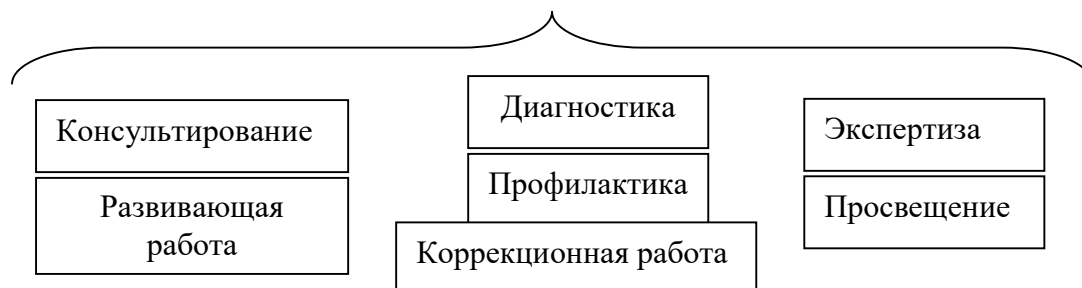 Консультирование
Развивающая
работа
Диагностика
Профилактика
Коррекционная работа
Экспертиза
Просвещение